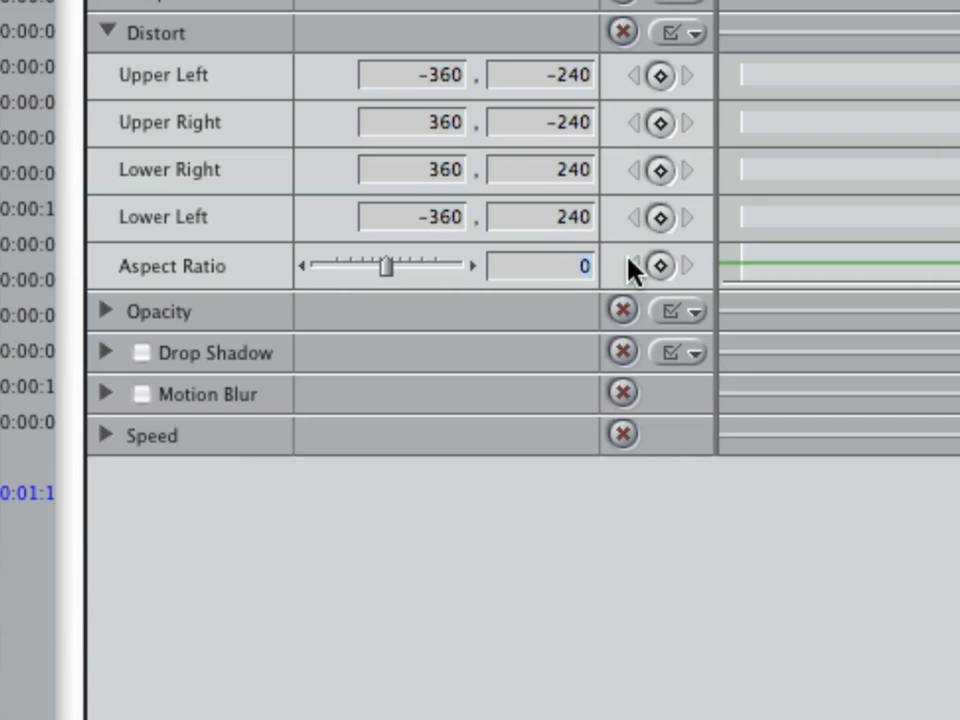 0:00:0
Distort
0:00:0
Upper Left -360 , -240
0:00:0
Upper Right 360 , -240
0:00:0
Lower Right 360 , 240
0:00:0
0:00:1
Lower Left -360 , 240
0:00:0
Aspect Ratio 0
0:00:0
Opacity
0:00:0
Drop Shadow
0:00:0
0:00:1
Motion Blur
0:00:0
Speed
0:01:1